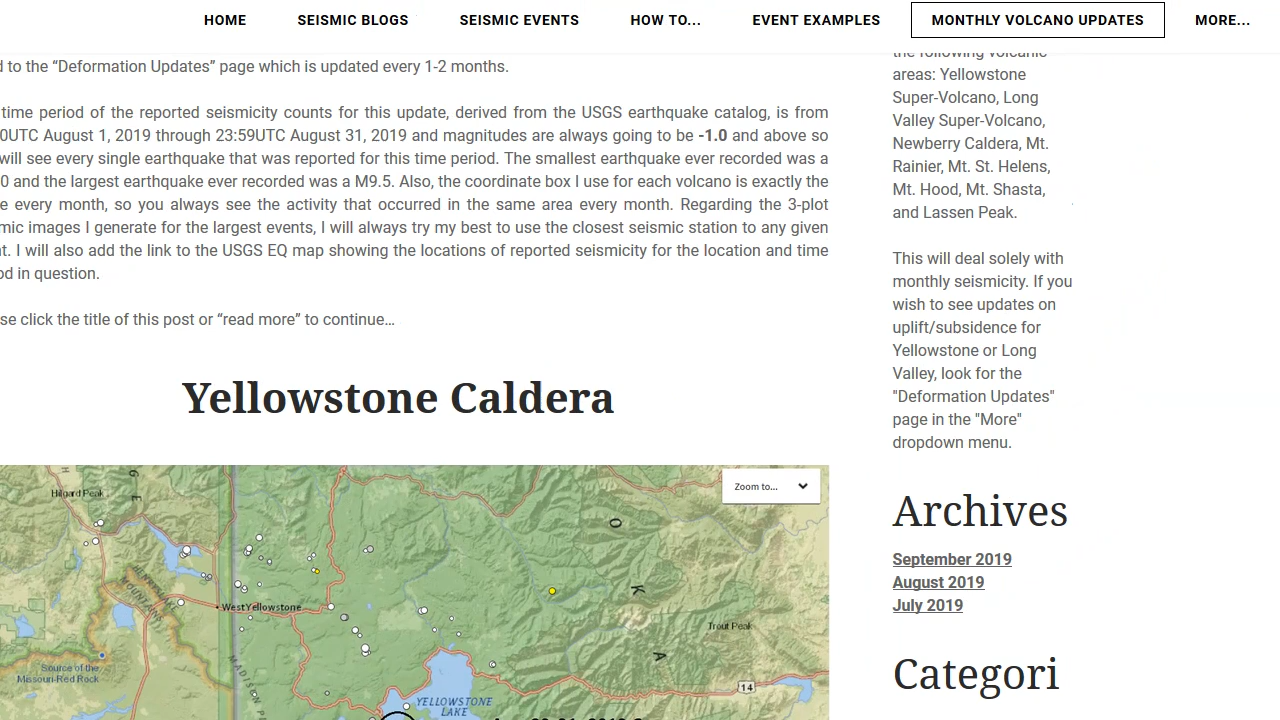 HOME SEISMIC BLOGS SEISMIC EVENTS HOW TO... EVENT EXAMPLES MONTHLY VOLCANO UPDATES MORE...
d to the “Deformation Updates” page which is updated every 1-2 months.
time period of the reported seismicity counts for this update, derived from the USGS earthquake catalog, is from
0UTC August 1, 2019 through 23:59UTC August 31, 2019 and magnitudes are always going to be -1.0 and above so
will see every single earthquake that was reported for this time period. The smallest earthquake ever recorded was a
0 and the largest earthquake ever recorded was a M9.5. Also, the coordinate box I use for each volcano is exactly the
e every month, so you always see the activity that occurred in the same area every month. Regarding the 3-plot
mic images I generate for the largest events, I will always try my best to use the closest seismic station to any given
t. I will also add the link to the USGS EQ map showing the locations of reported seismicity for the location and time
od in question.
se click the title of this post or “read more” to continue…
Yellowstone Caldera
Zoom to...
Hilgard Peak
G E
HENRYS LAKE MOUNTAINS
West Yellowstone
O K A
Trout Peak
Source of the
Missouri-Red Rock
MADISON P
14
YELLOWSTONE
LAKE
the following volcanic
areas: Yellowstone
Super-Volcano, Long
Valley Super-Volcano,
Newberry Caldera, Mt.
Rainier, Mt. St. Helens,
Mt. Hood, Mt. Shasta,
and Lassen Peak.
This will deal solely with
monthly seismicity. If you
wish to see updates on
uplift/subsidence for
Yellowstone or Long
Valley, look for the
"Deformation Updates"
page in the "More"
dropdown menu.
Archives
September 2019
August 2019
July 2019
Categori